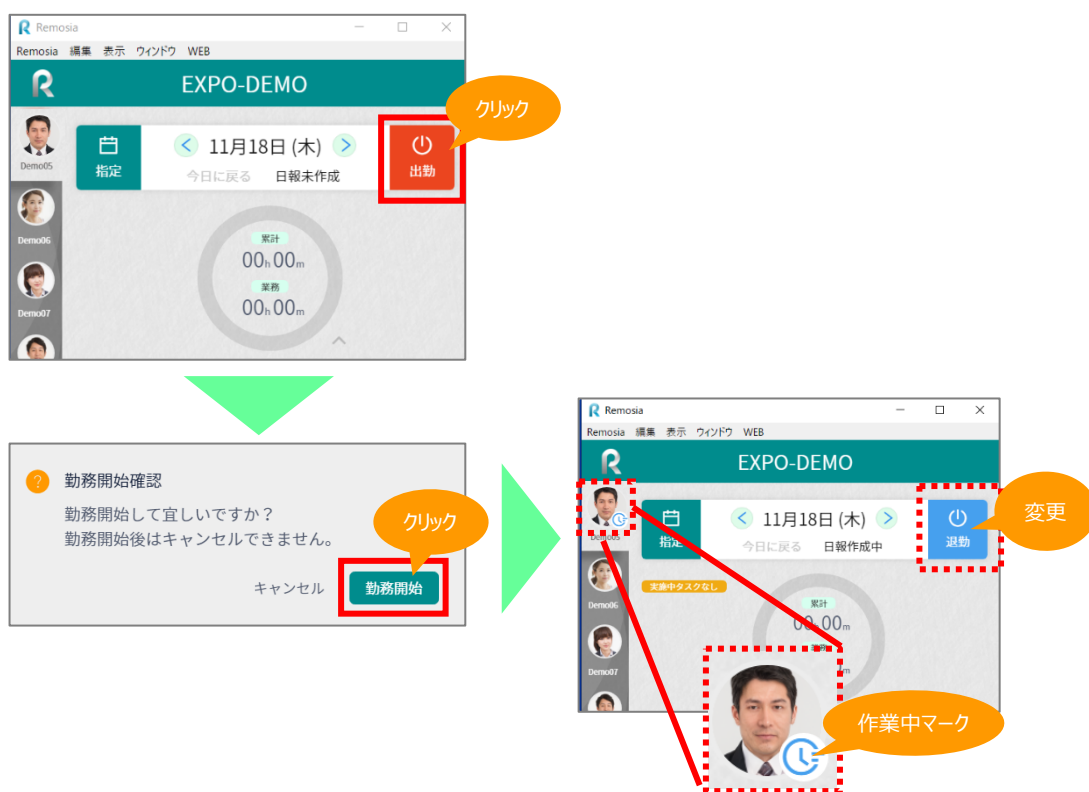 Remosia
Remosia 編集 表示 ウィンドウ WEB
R EXPO-DEMO
クリック
Demo05
指定
11月18日 (木)
今日に戻る 日報未作成
出勤
Demo06
累計
00h 00m
業務
00h 00m
Demo07
? 勤務開始確認
勤務開始して宜しいですか？
勤務開始後はキャンセルできません。
クリック
キャンセル 勤務開始
Remosia
Remosia 編集 表示 ウィンドウ WEB
R EXPO-DEMO
変更
Demo05
指定
11月18日 (木)
今日に戻る 日報作成中
退勤
実施中タスクなし
Demo06
累計
00h 00m
Demo07
作業中マーク